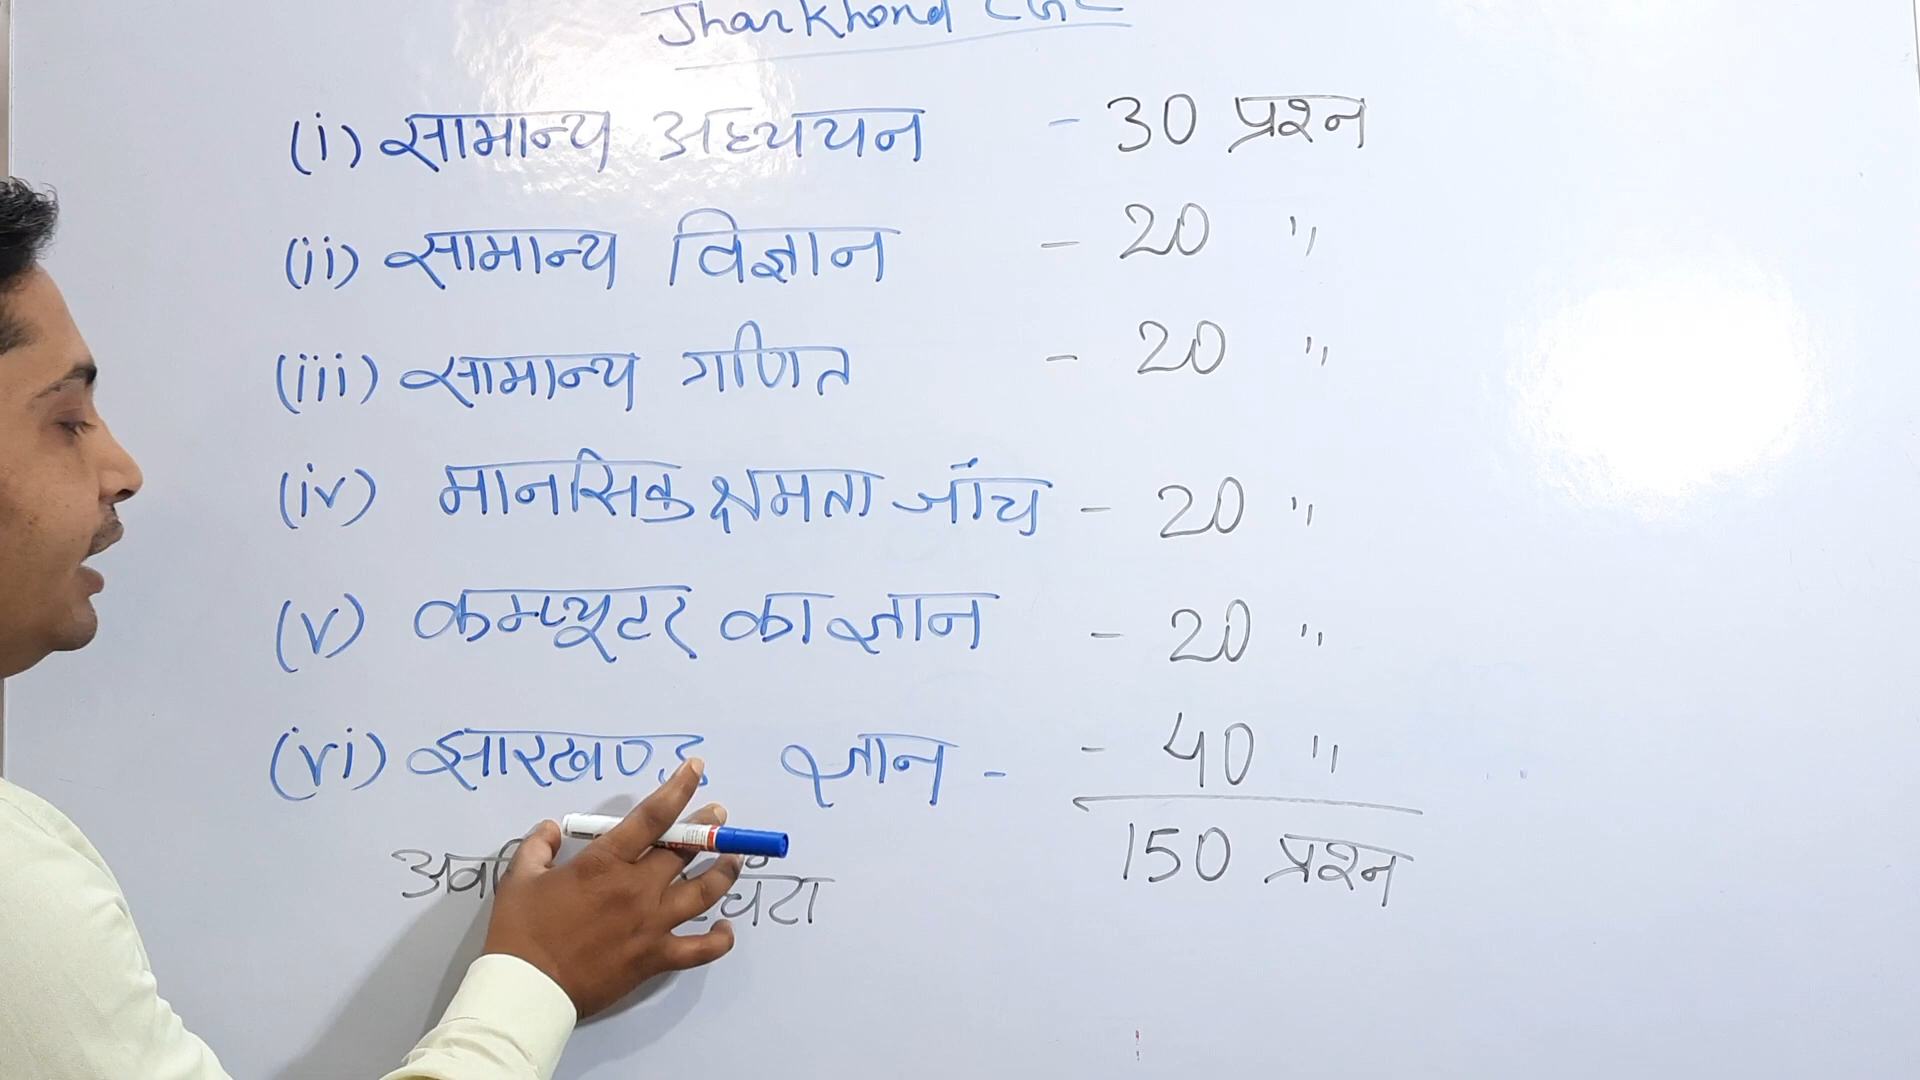 Jharkhand
(i) सामान्य अध्ययन - 30 प्रश्न
(ii) सामान्य विज्ञान - 20 "
(iii) सामान्य गणित - 20 "
(iv) मानसिक क्षमता जाँच - 20 "
(v) कम्प्यूटर का ज्ञान - 20 "
(vi) झारखण्ड ज्ञान - - 40 "
150 प्रश्न